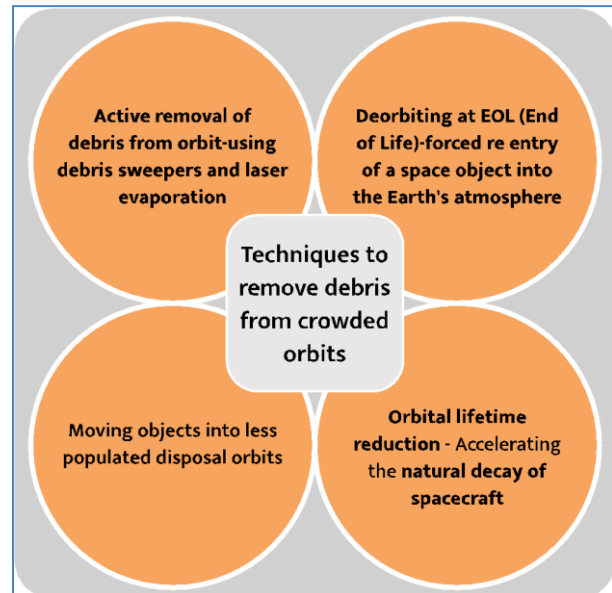 Active removal of
debris from orbit-using
debris sweepers and laser
evaporation
Deorbiting at EOL (End
of Life)-forced re entry
of a space object into
the Earth's atmosphere
Techniques to
remove debris
from crowded
orbits
Moving objects into less
populated disposal orbits
Orbital lifetime
reduction - Accelerating
the natural decay of
spacecraft